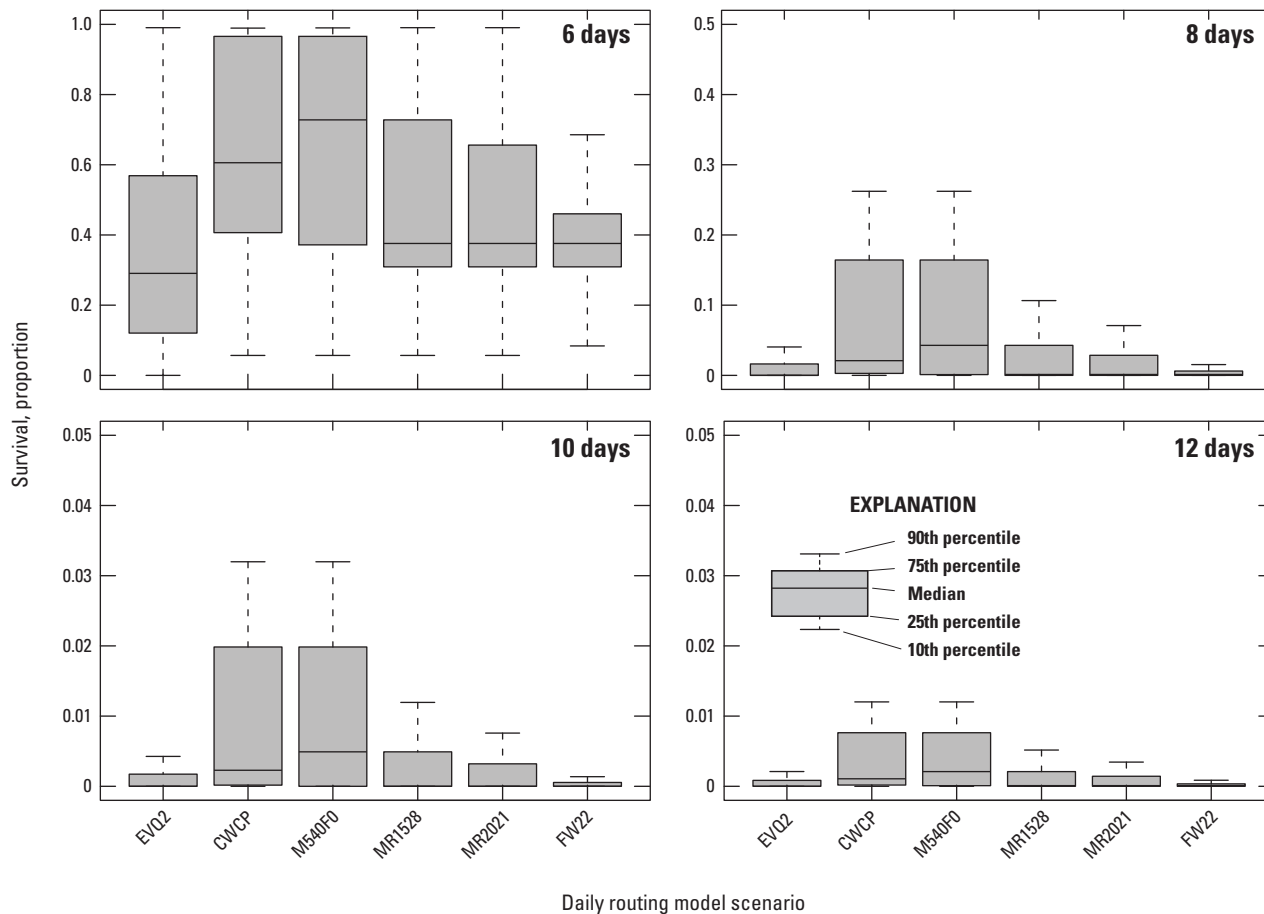 Survival, proportion
6 days
1.0
0.8
0.6
0.4
0.2
0
8 days
0.5
0.4
0.3
0.2
0.1
0
10 days
0.05
0.04
0.03
0.02
0.01
0
EVQ2
CWCP
M540F0
MR1528
MR2021
FW22
12 days
0.05
0.04
0.03
0.02
0.01
0
EXPLANATION
90th percentile
75th percentile
Median
25th percentile
10th percentile
EVQ2
CWCP
M540F0
MR1528
MR2021
FW22
Daily routing model scenario